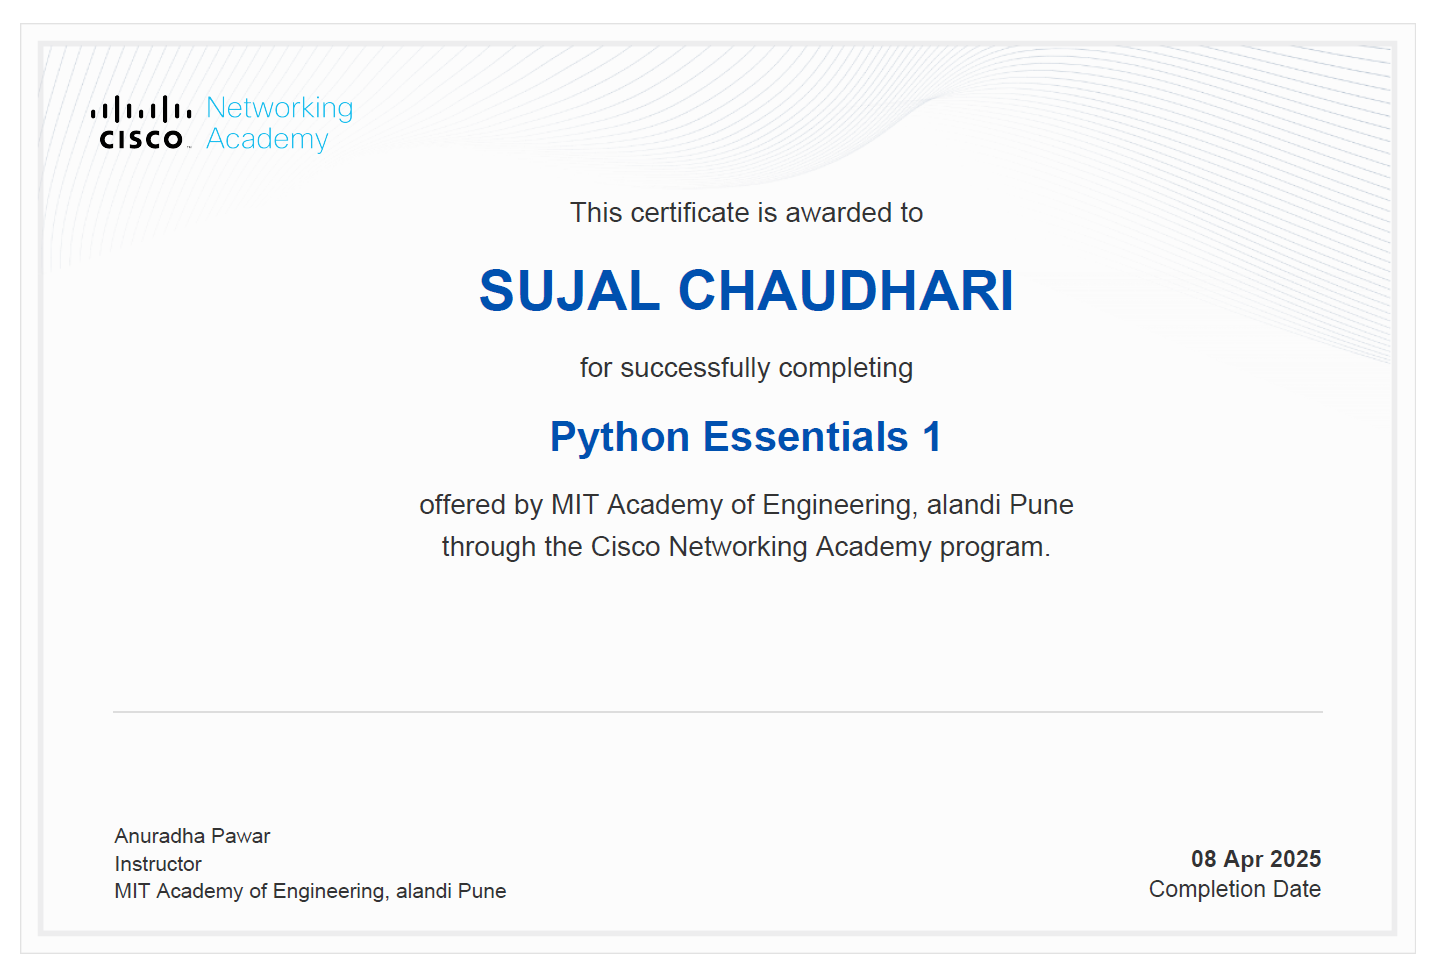 CISCO™ Networking
Academy
This certificate is awarded to
SUJAL CHAUDHARI
for successfully completing
Python Essentials 1
offered by MIT Academy of Engineering, alandi Pune
through the Cisco Networking Academy program.
Anuradha Pawar
Instructor
MIT Academy of Engineering, alandi Pune
08 Apr 2025
Completion Date